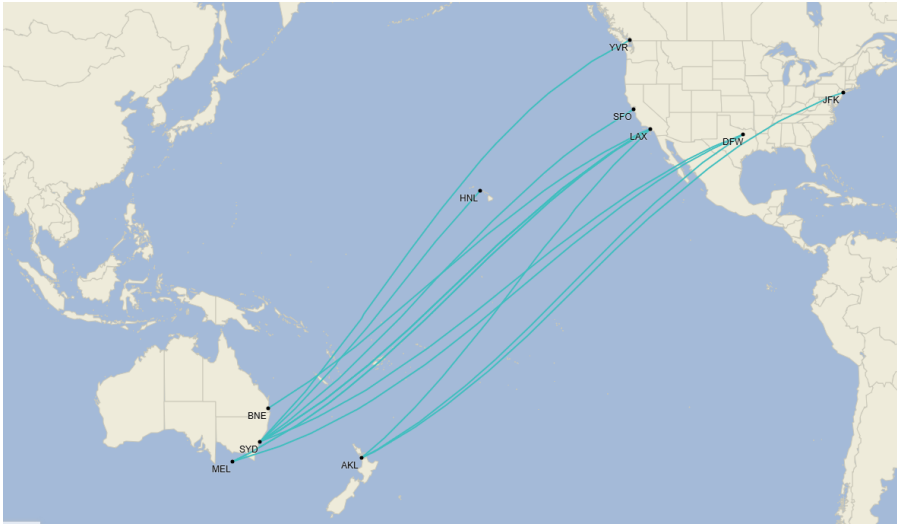 YVR
JFK
SFO
LAX
DFW
HNL
BNE
SYD
AKL
MEL